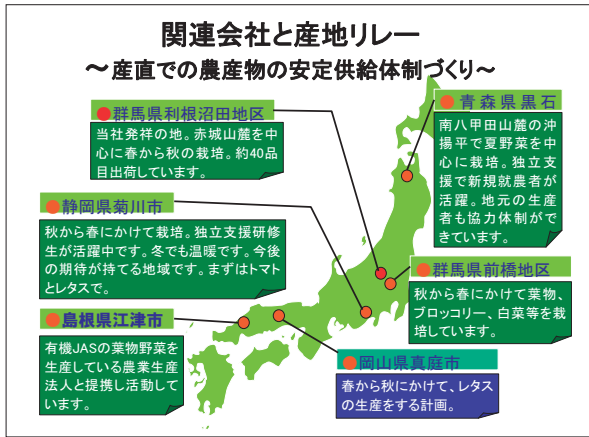 関連会社と産地リレー
～産直での農産物の安定供給体制づくり～
群馬県利根沼田地区
当社発祥の地。赤城山麓を中
心に春から秋の栽培。約40品
目出荷しています。
静岡県菊川市
秋から春にかけて栽培。独立支援研修
生が活躍中です。冬でも温暖です。今後
の期待が持てる地域です。まずはトマト
とレタスで。
島根県江津市
有機JASの葉物野菜を
生産している農業生産
法人と提携し活動して
います。
青森県黒石
南八甲田山麓の沖
揚平で夏野菜を中
心に栽培。独立支
援で新規就農者が
活躍。地元の生産
者も協力体制がで
きています。
群馬県前橋地区
秋から春にかけて葉物、
ブロッコリー、白菜等を栽
培しています。
岡山県真庭市
春から秋にかけて、レタス
の生産をする計画。